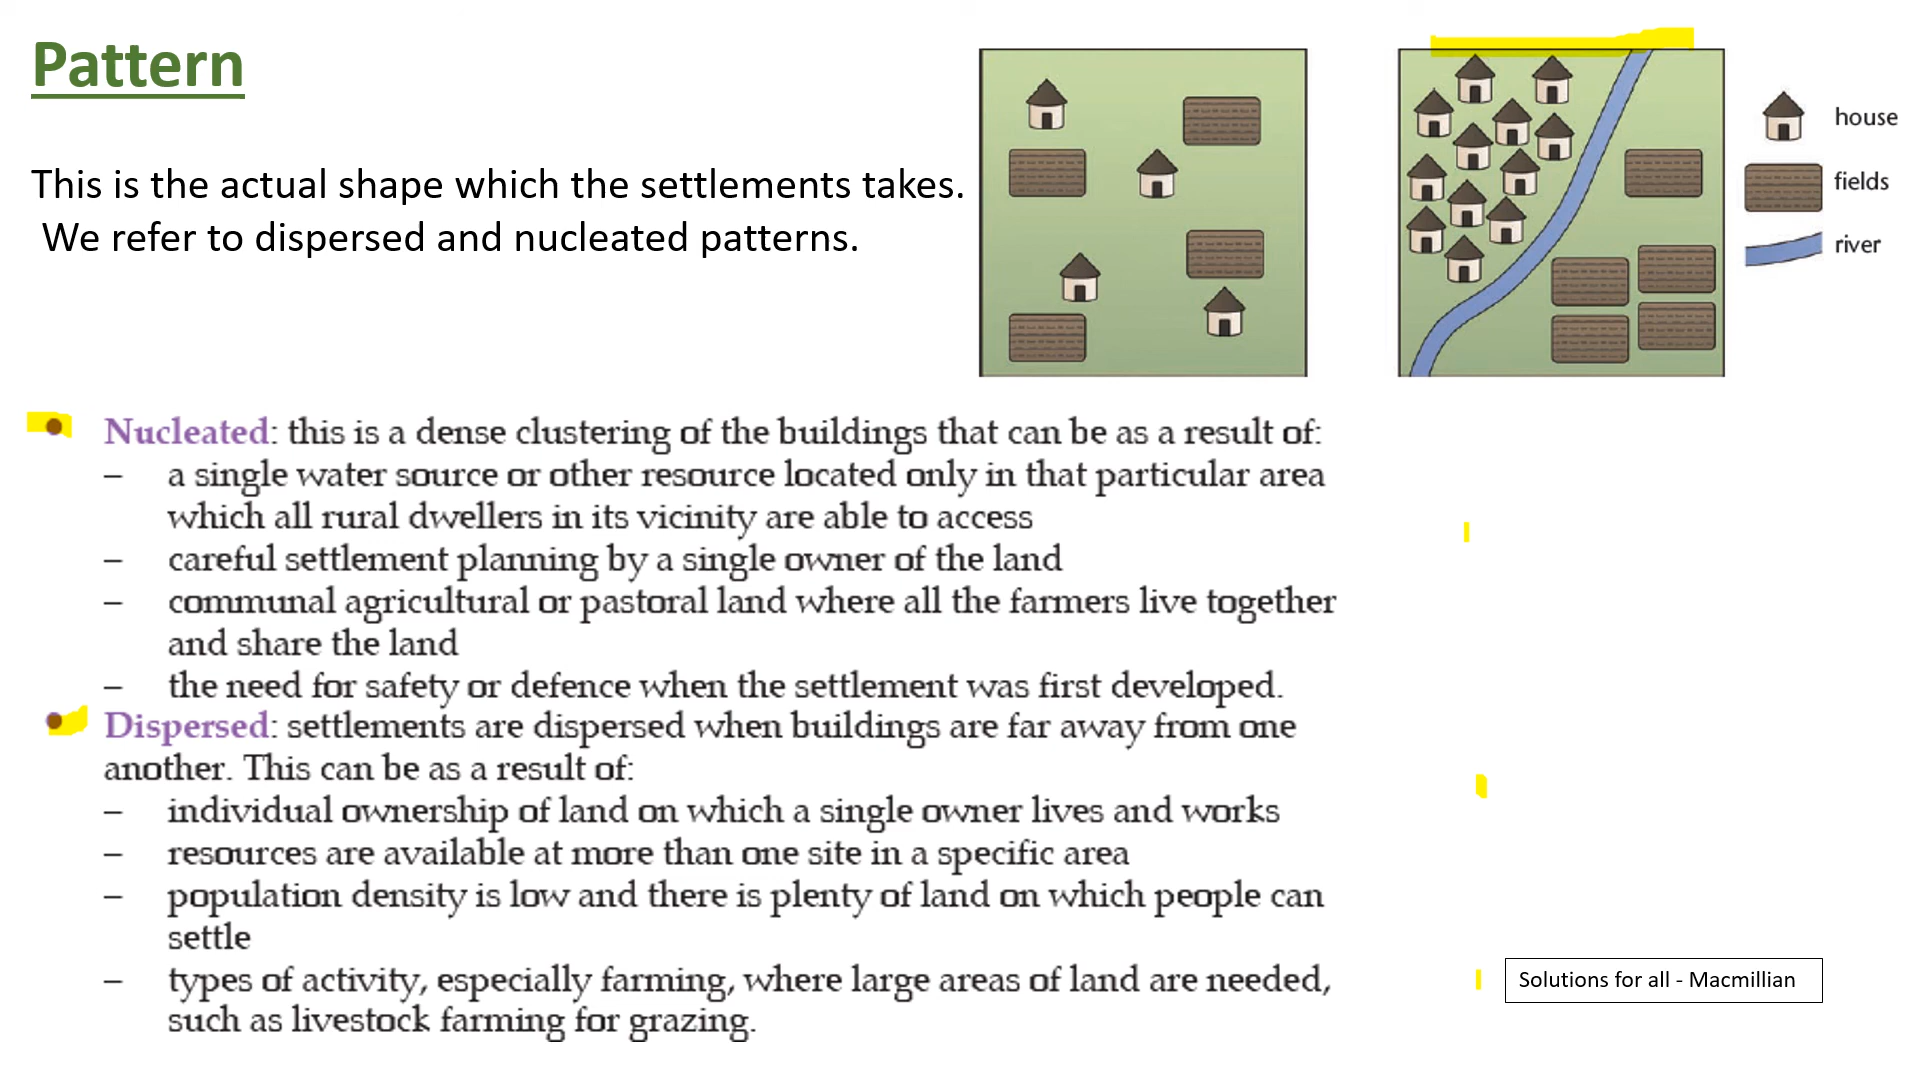 Pattern
This is the actual shape which the settlements takes.
We refer to dispersed and nucleated patterns.
house
fields
river
Nucleated: this is a dense clustering of the buildings that can be as a result of:
– a single water source or other resource located only in that particular area
which all rural dwellers in its vicinity are able to access
– careful settlement planning by a single owner of the land
– communal agricultural or pastoral land where all the farmers live together
and share the land
– the need for safety or defence when the settlement was first developed.
Dispersed: settlements are dispersed when buildings are far away from one
another. This can be as a result of:
– individual ownership of land on which a single owner lives and works
– resources are available at more than one site in a specific area
– population density is low and there is plenty of land on which people can
settle
– types of activity, especially farming, where large areas of land are needed,
such as livestock farming for grazing.
Solutions for all - Macmillian